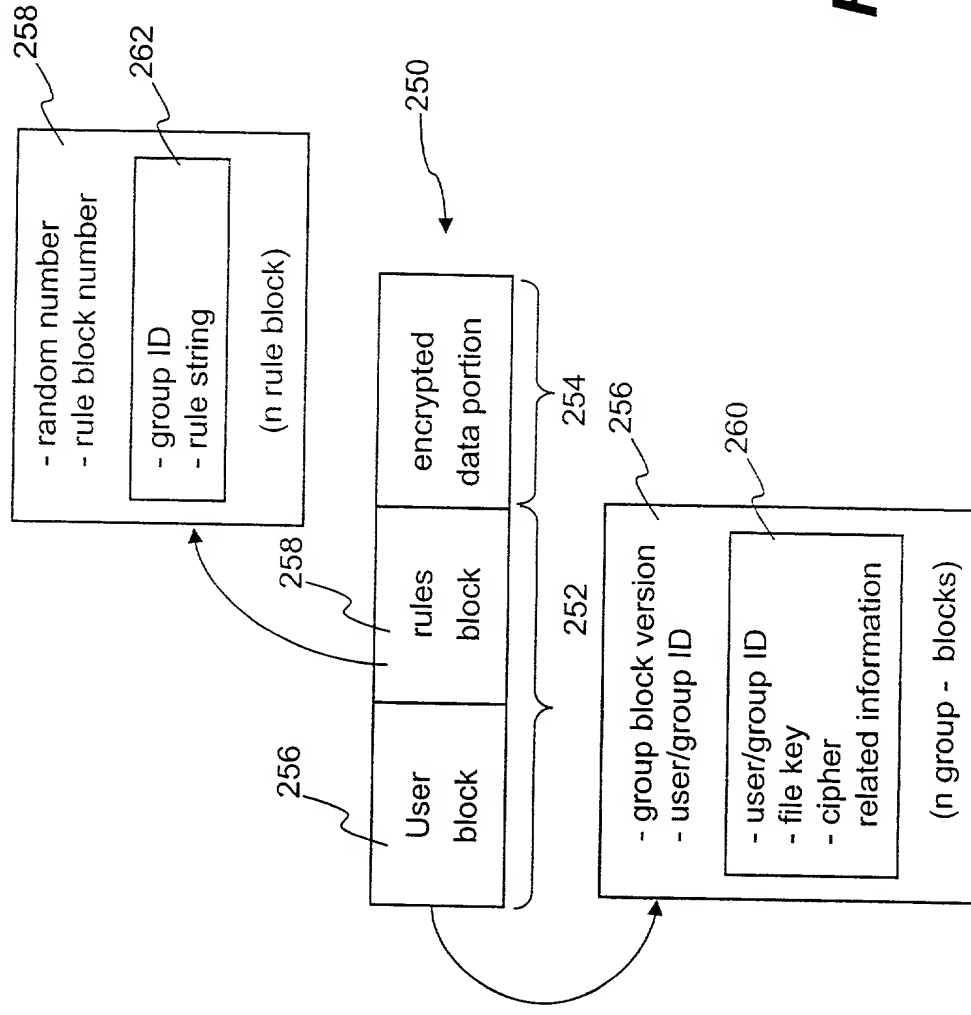 258
- random number
- rule block number
262
- group ID
- rule string
(n rule block)
250
256
User
block
258
rules
block
encrypted
data portion
252
254
256
- group block version
- user/group ID
260
- user/group ID
- file key
- cipher
related information
(n group - blocks)